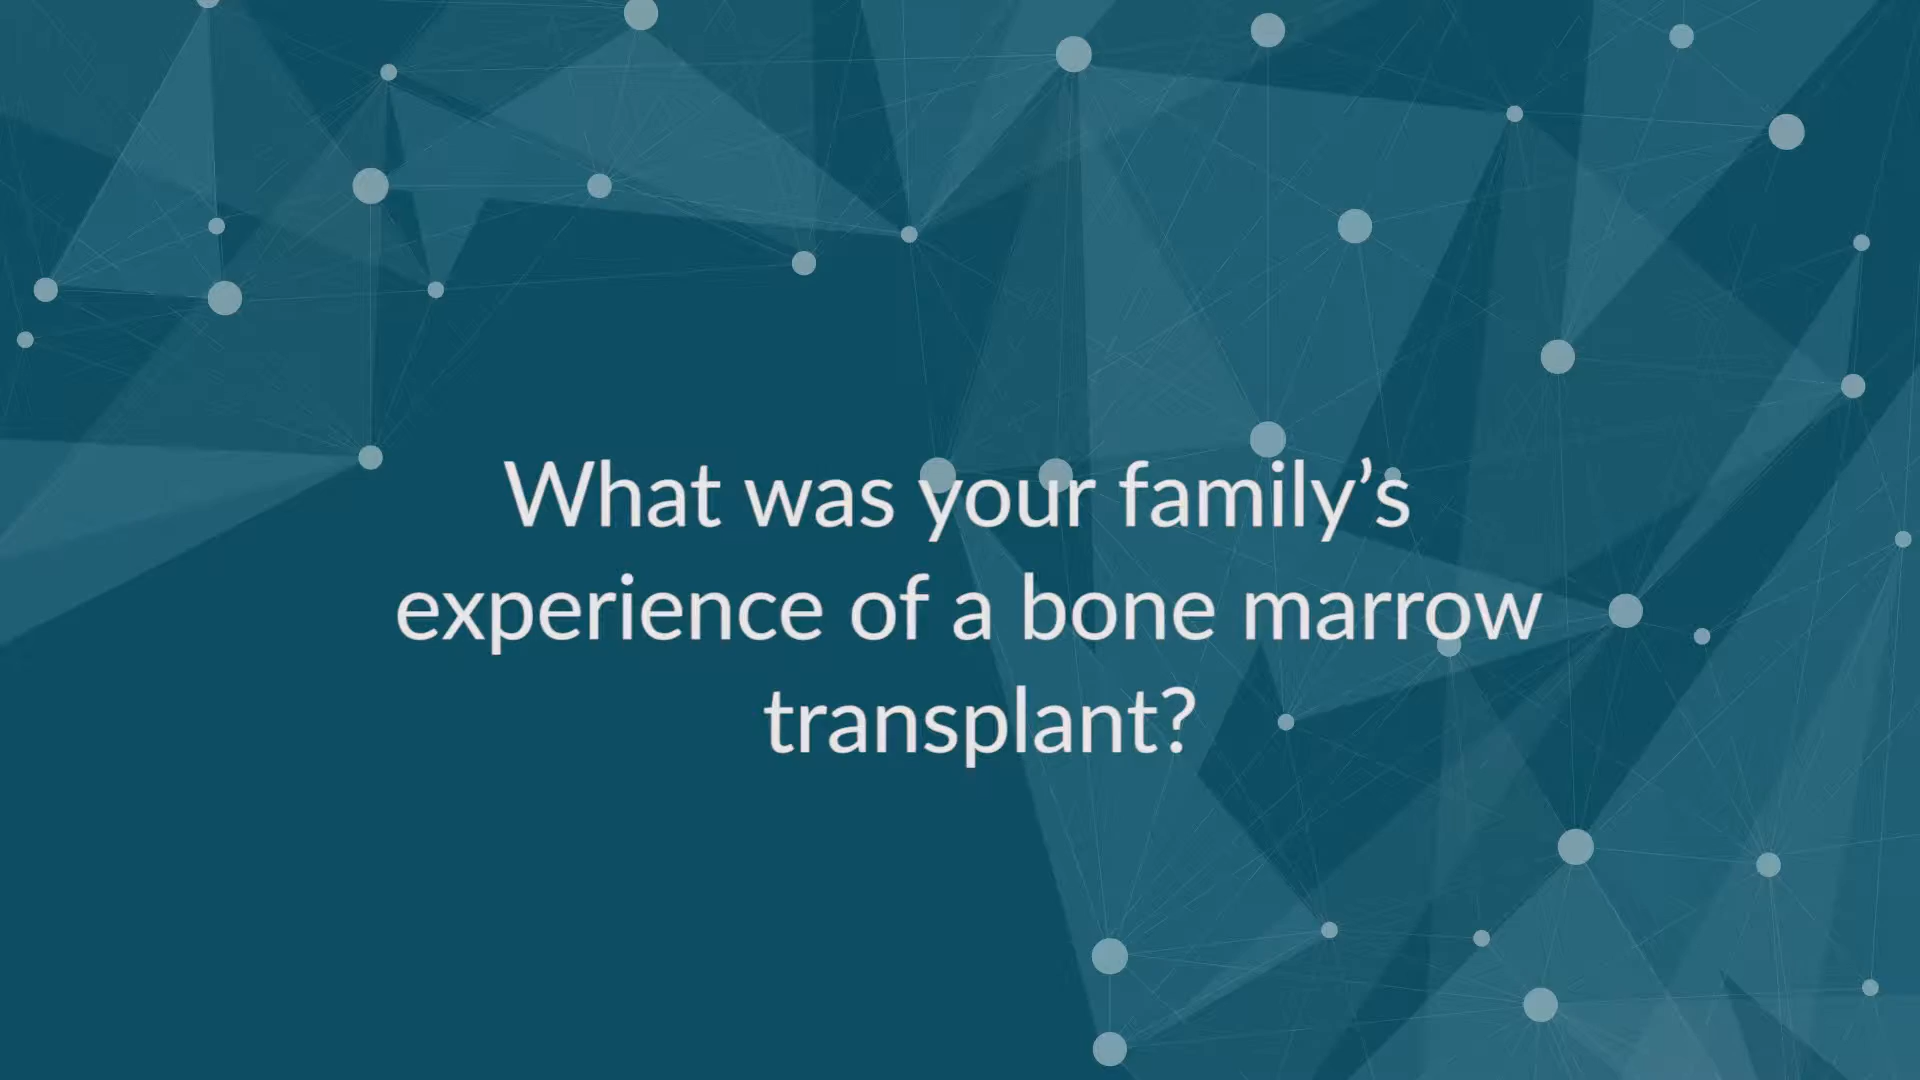 What was your family’s
experience of a bone marrow
transplant?